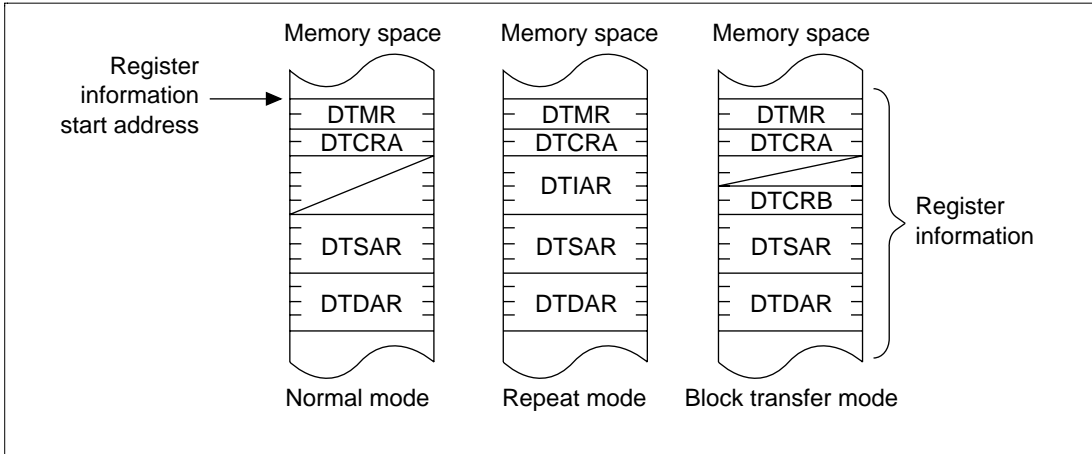 Memory space
Memory space
Memory space
Register
information
start address
DTMR
DTCRA
DTSAR
DTDAR
Normal mode
DTMR
DTCRA
DTIAR
DTSAR
DTDAR
Repeat mode
DTMR
DTCRA
DTCRB
DTSAR
DTDAR
Block transfer mode
Register
information